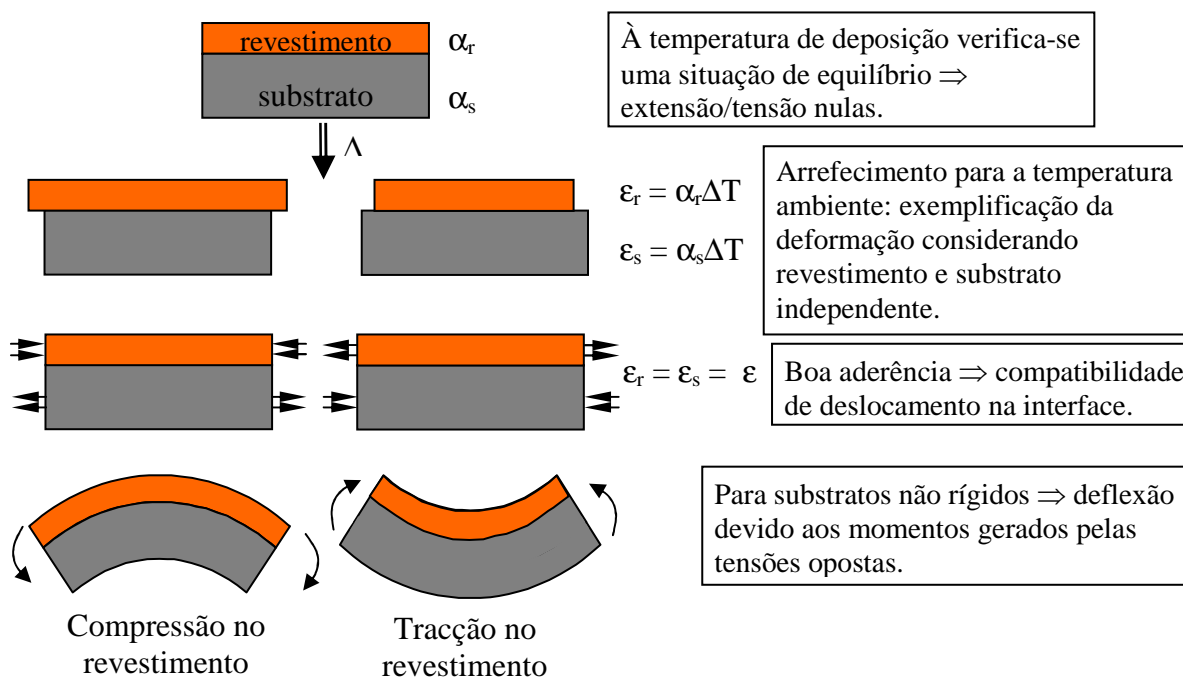 revestimento
α_r
substrato
α_s
À temperatura de deposição verifica-se
uma situação de equilíbrio ⇒
extensão/tensão nulas.
Λ
ε_r = α_rΔT
ε_s = α_sΔT
Arrefecimento para a temperatura
ambiente: exemplificação da
deformação considerando
revestimento e substrato
independente.
ε_r = ε_s = ε
Boa aderência ⇒ compatibilidade
de deslocamento na interface.
Para substratos não rígidos ⇒ deflexão
devido aos momentos gerados pelas
tensões opostas.
Compressão no
revestimento
Tracção no
revestimento